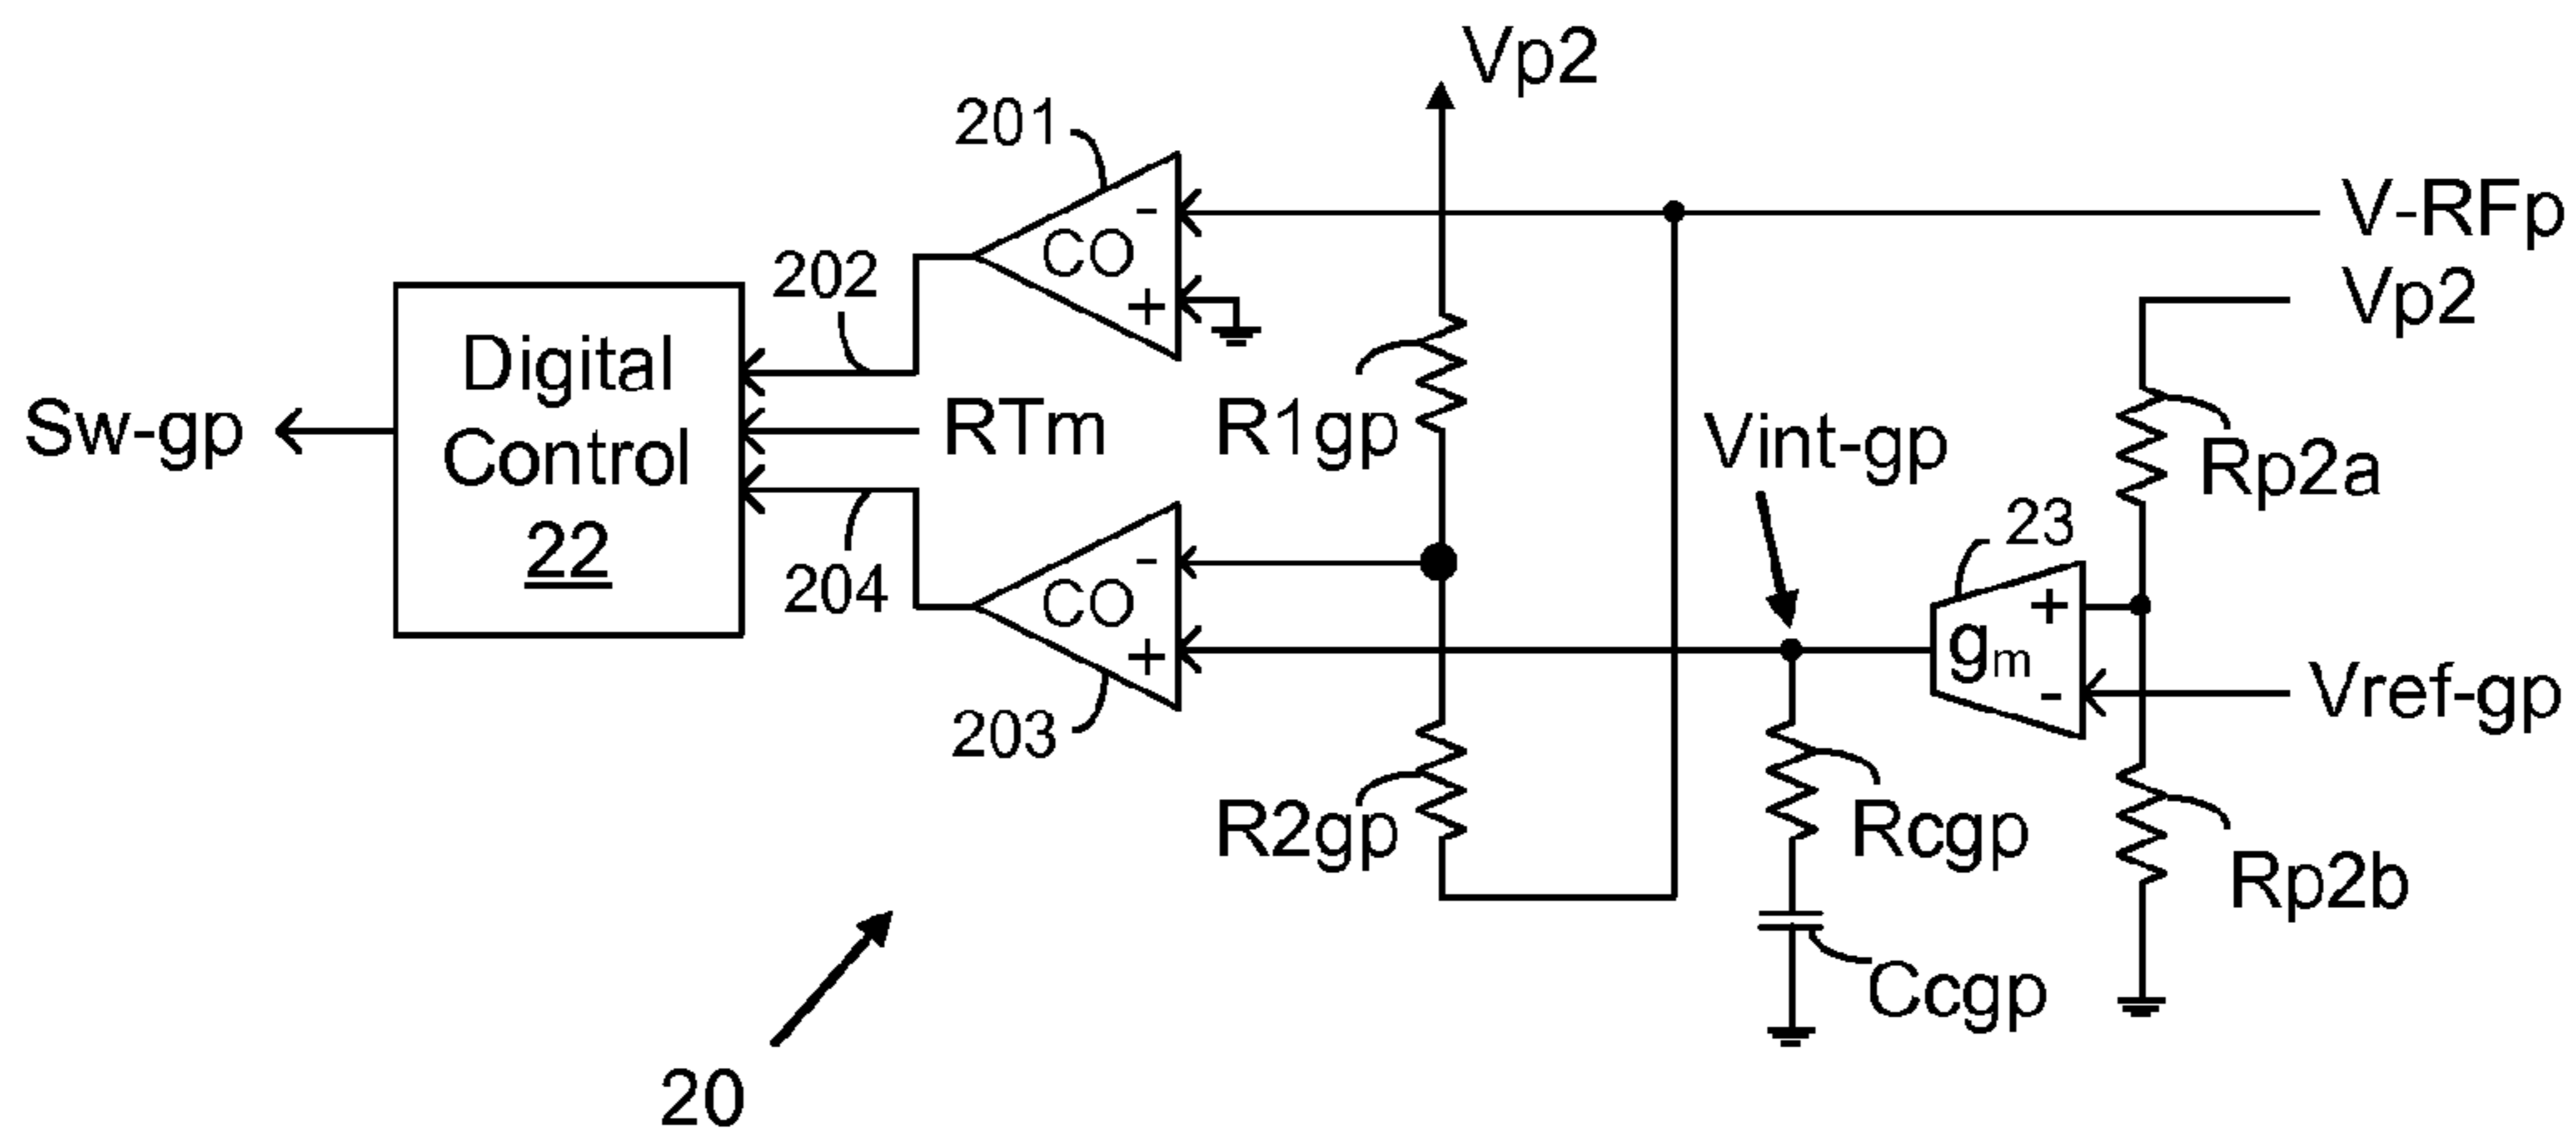 Vp2
201
V-RFp
-
CO
+
202
Vp2
Digital
Control
22
Sw-gp
RTm
R1gp
Vint-gp
Rp2a
23
-
CO
+
204
203
+
gm
-
Vref-gp
R2gp
Rcgp
Rp2b
Ccgp
20